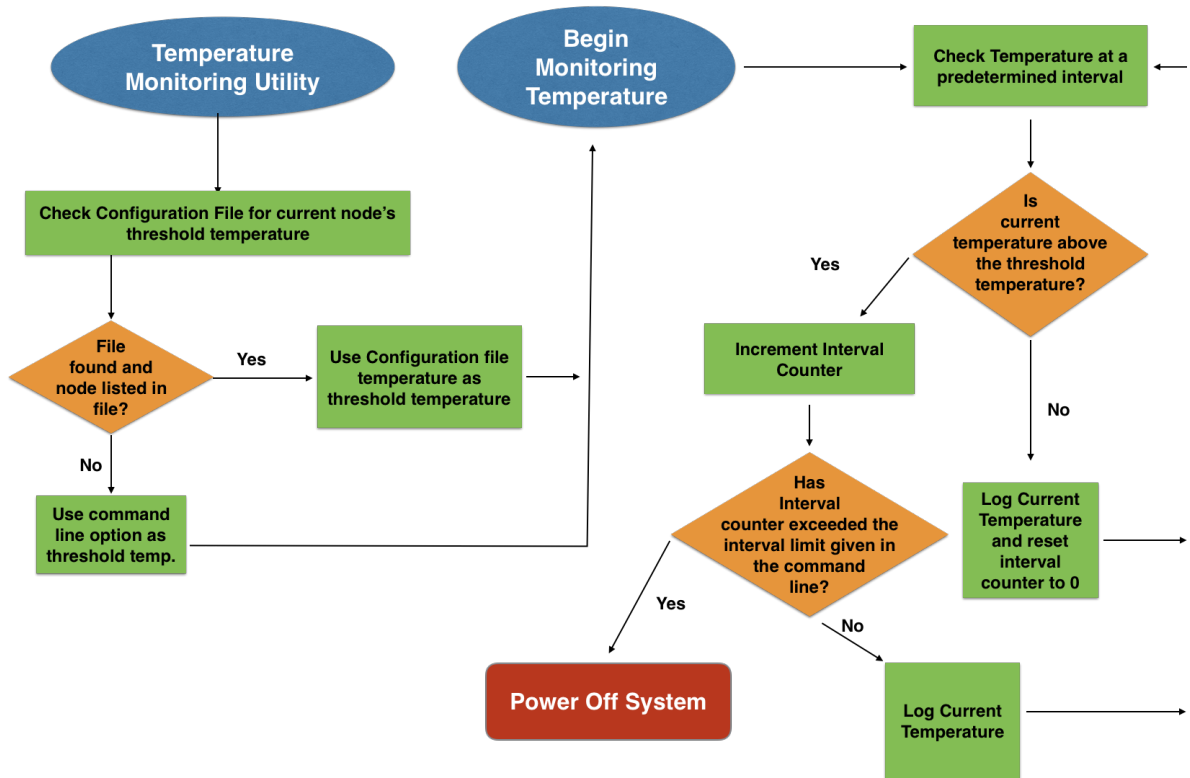 Temperature
Monitoring Utility
Check Configuration File for current node's
threshold temperature
File
found and
node listed in
file?
Yes
Use Configuration file
temperature as
threshold temperature
No
Use command
line option as
threshold temp.
Begin
Monitoring
Temperature
Check Temperature at a
predetermined interval
Is
current
temperature above
the threshold
temperature?
Yes
Increment Interval
Counter
No
Log Current
Temperature
and reset
interval
counter to 0
Has
Interval
counter exceeded the
interval limit given in
the command
line?
Yes
Power Off System
No
Log Current
Temperature